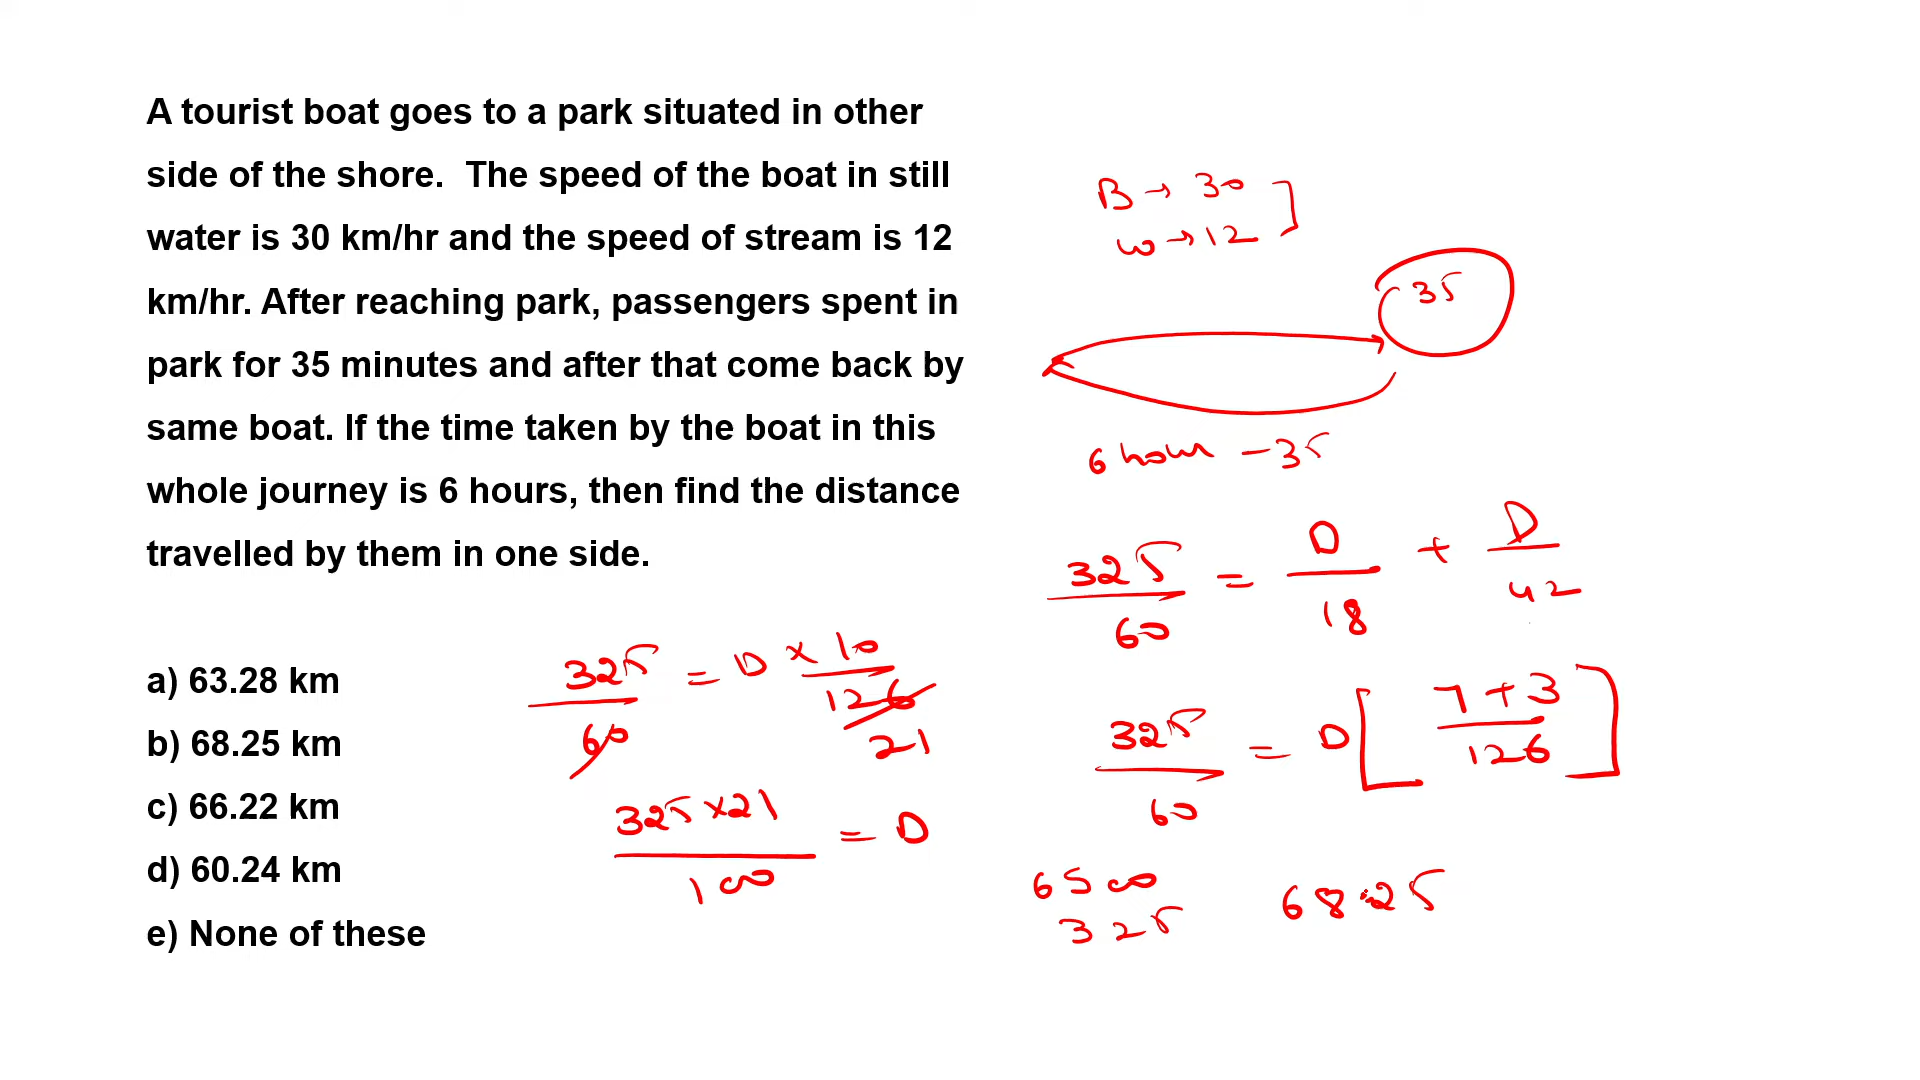 A tourist boat goes to a park situated in other
side of the shore. The speed of the boat in still
water is 30 km/hr and the speed of stream is 12
km/hr. After reaching park, passengers spent in
park for 35 minutes and after that come back by
same boat. If the time taken by the boat in this
whole journey is 6 hours, then find the distance
travelled by them in one side.
a) 63.28 km
b) 68.25 km
c) 66.22 km
d) 60.24 km
e) None of these
B → 30
w → 12
35
6 hour - 35
325/60 = D/18 + D/42
325/60 = D [7+3/126]
325/60 = D × 10/126
21
325×21/100 = D
6500
325
68.25